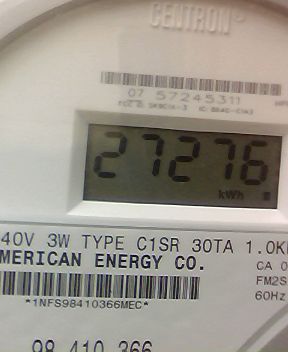 CENTRON
07 57245311
27276
kWh
40V 3W TYPE C1SR 30TA 1.0K
MERICAN ENERGY CO.
CA 0
FM2S
*1NFS98410366MEC*
60Hz
98 410 366